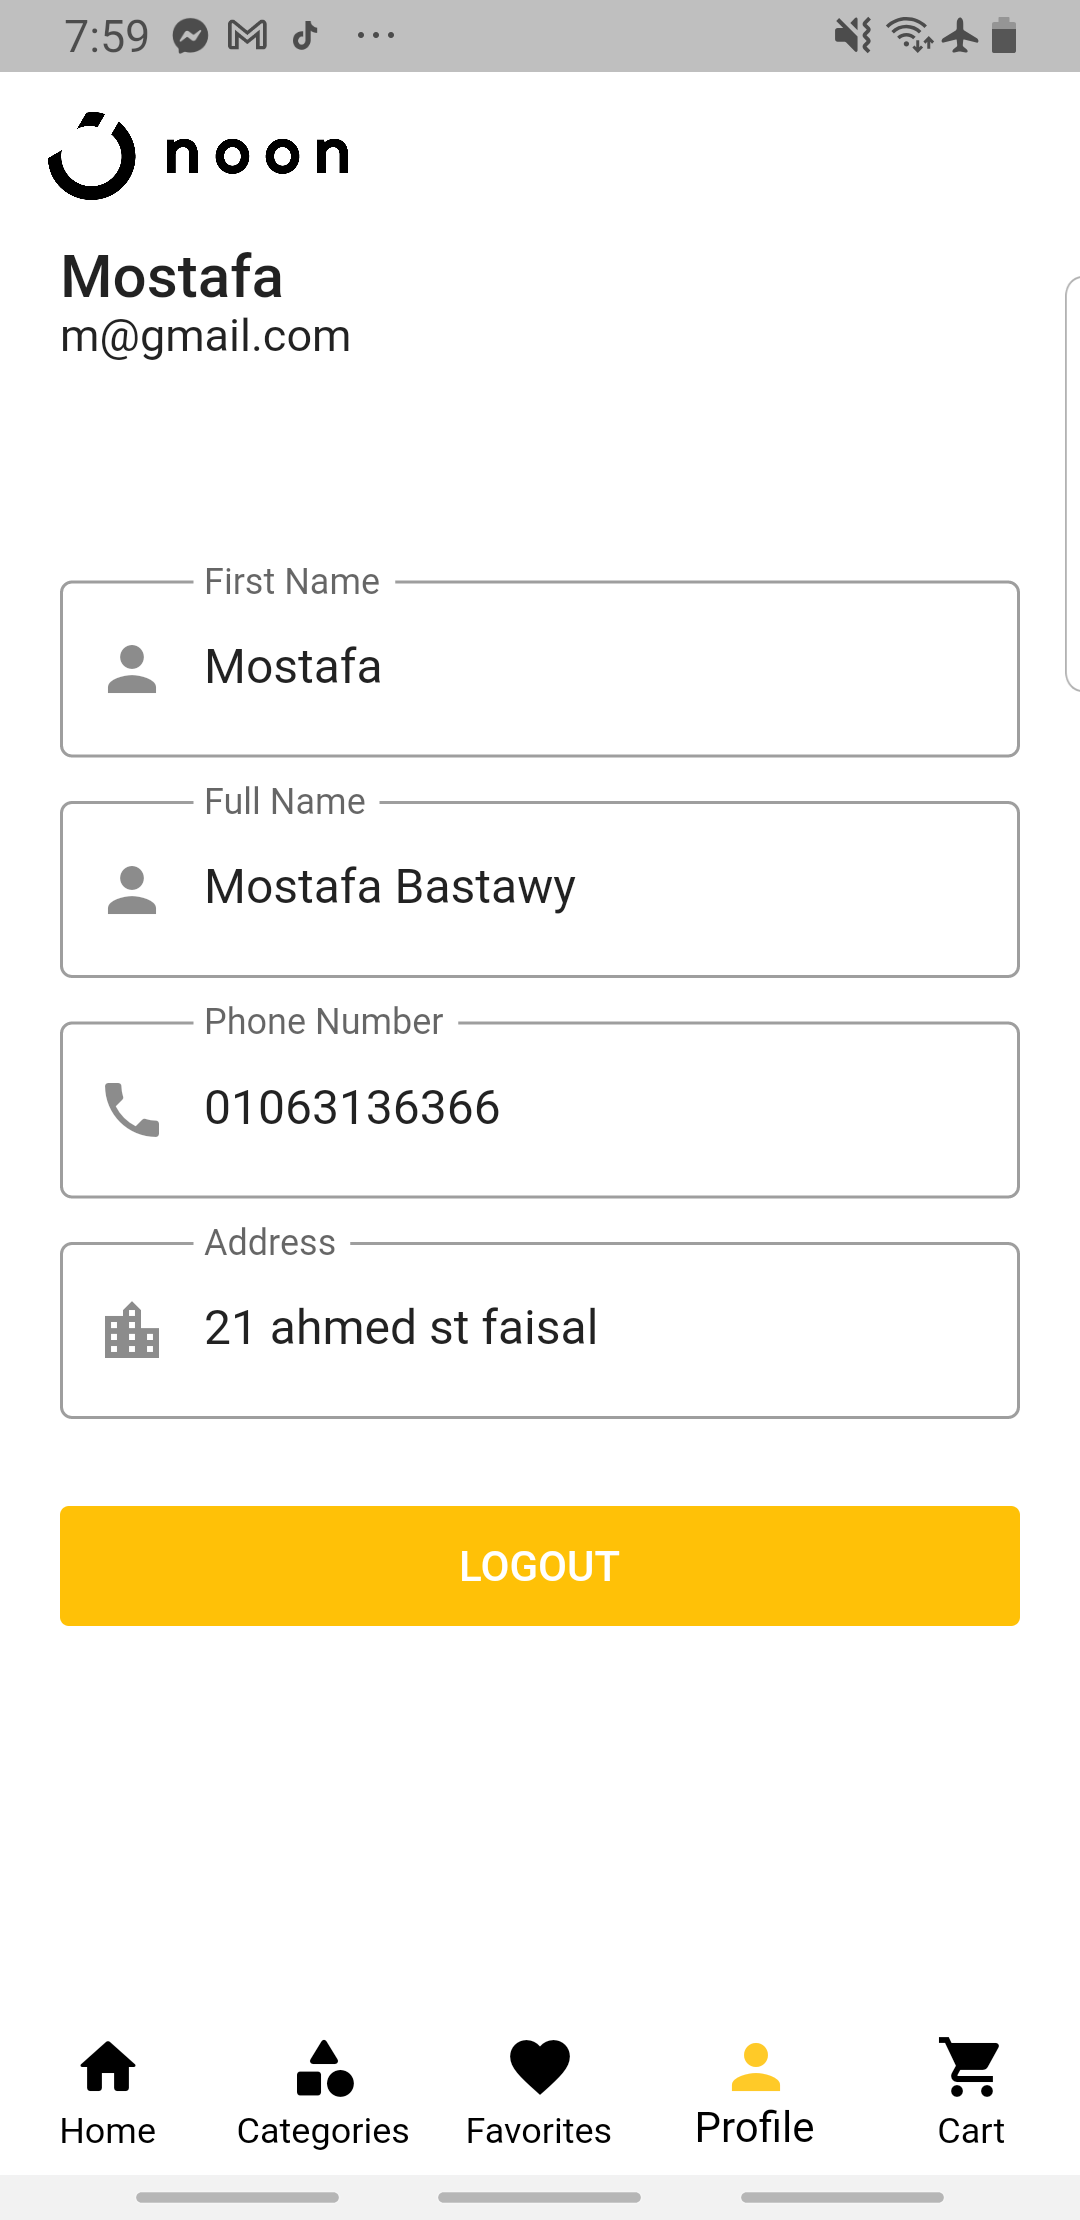 7:59
noon
Mostafa
m@gmail.com
First Name
Mostafa
Full Name
Mostafa Bastawy
Phone Number
01063136366
Address
21 ahmed st faisal
LOGOUT
Home Categories Favorites Profile Cart